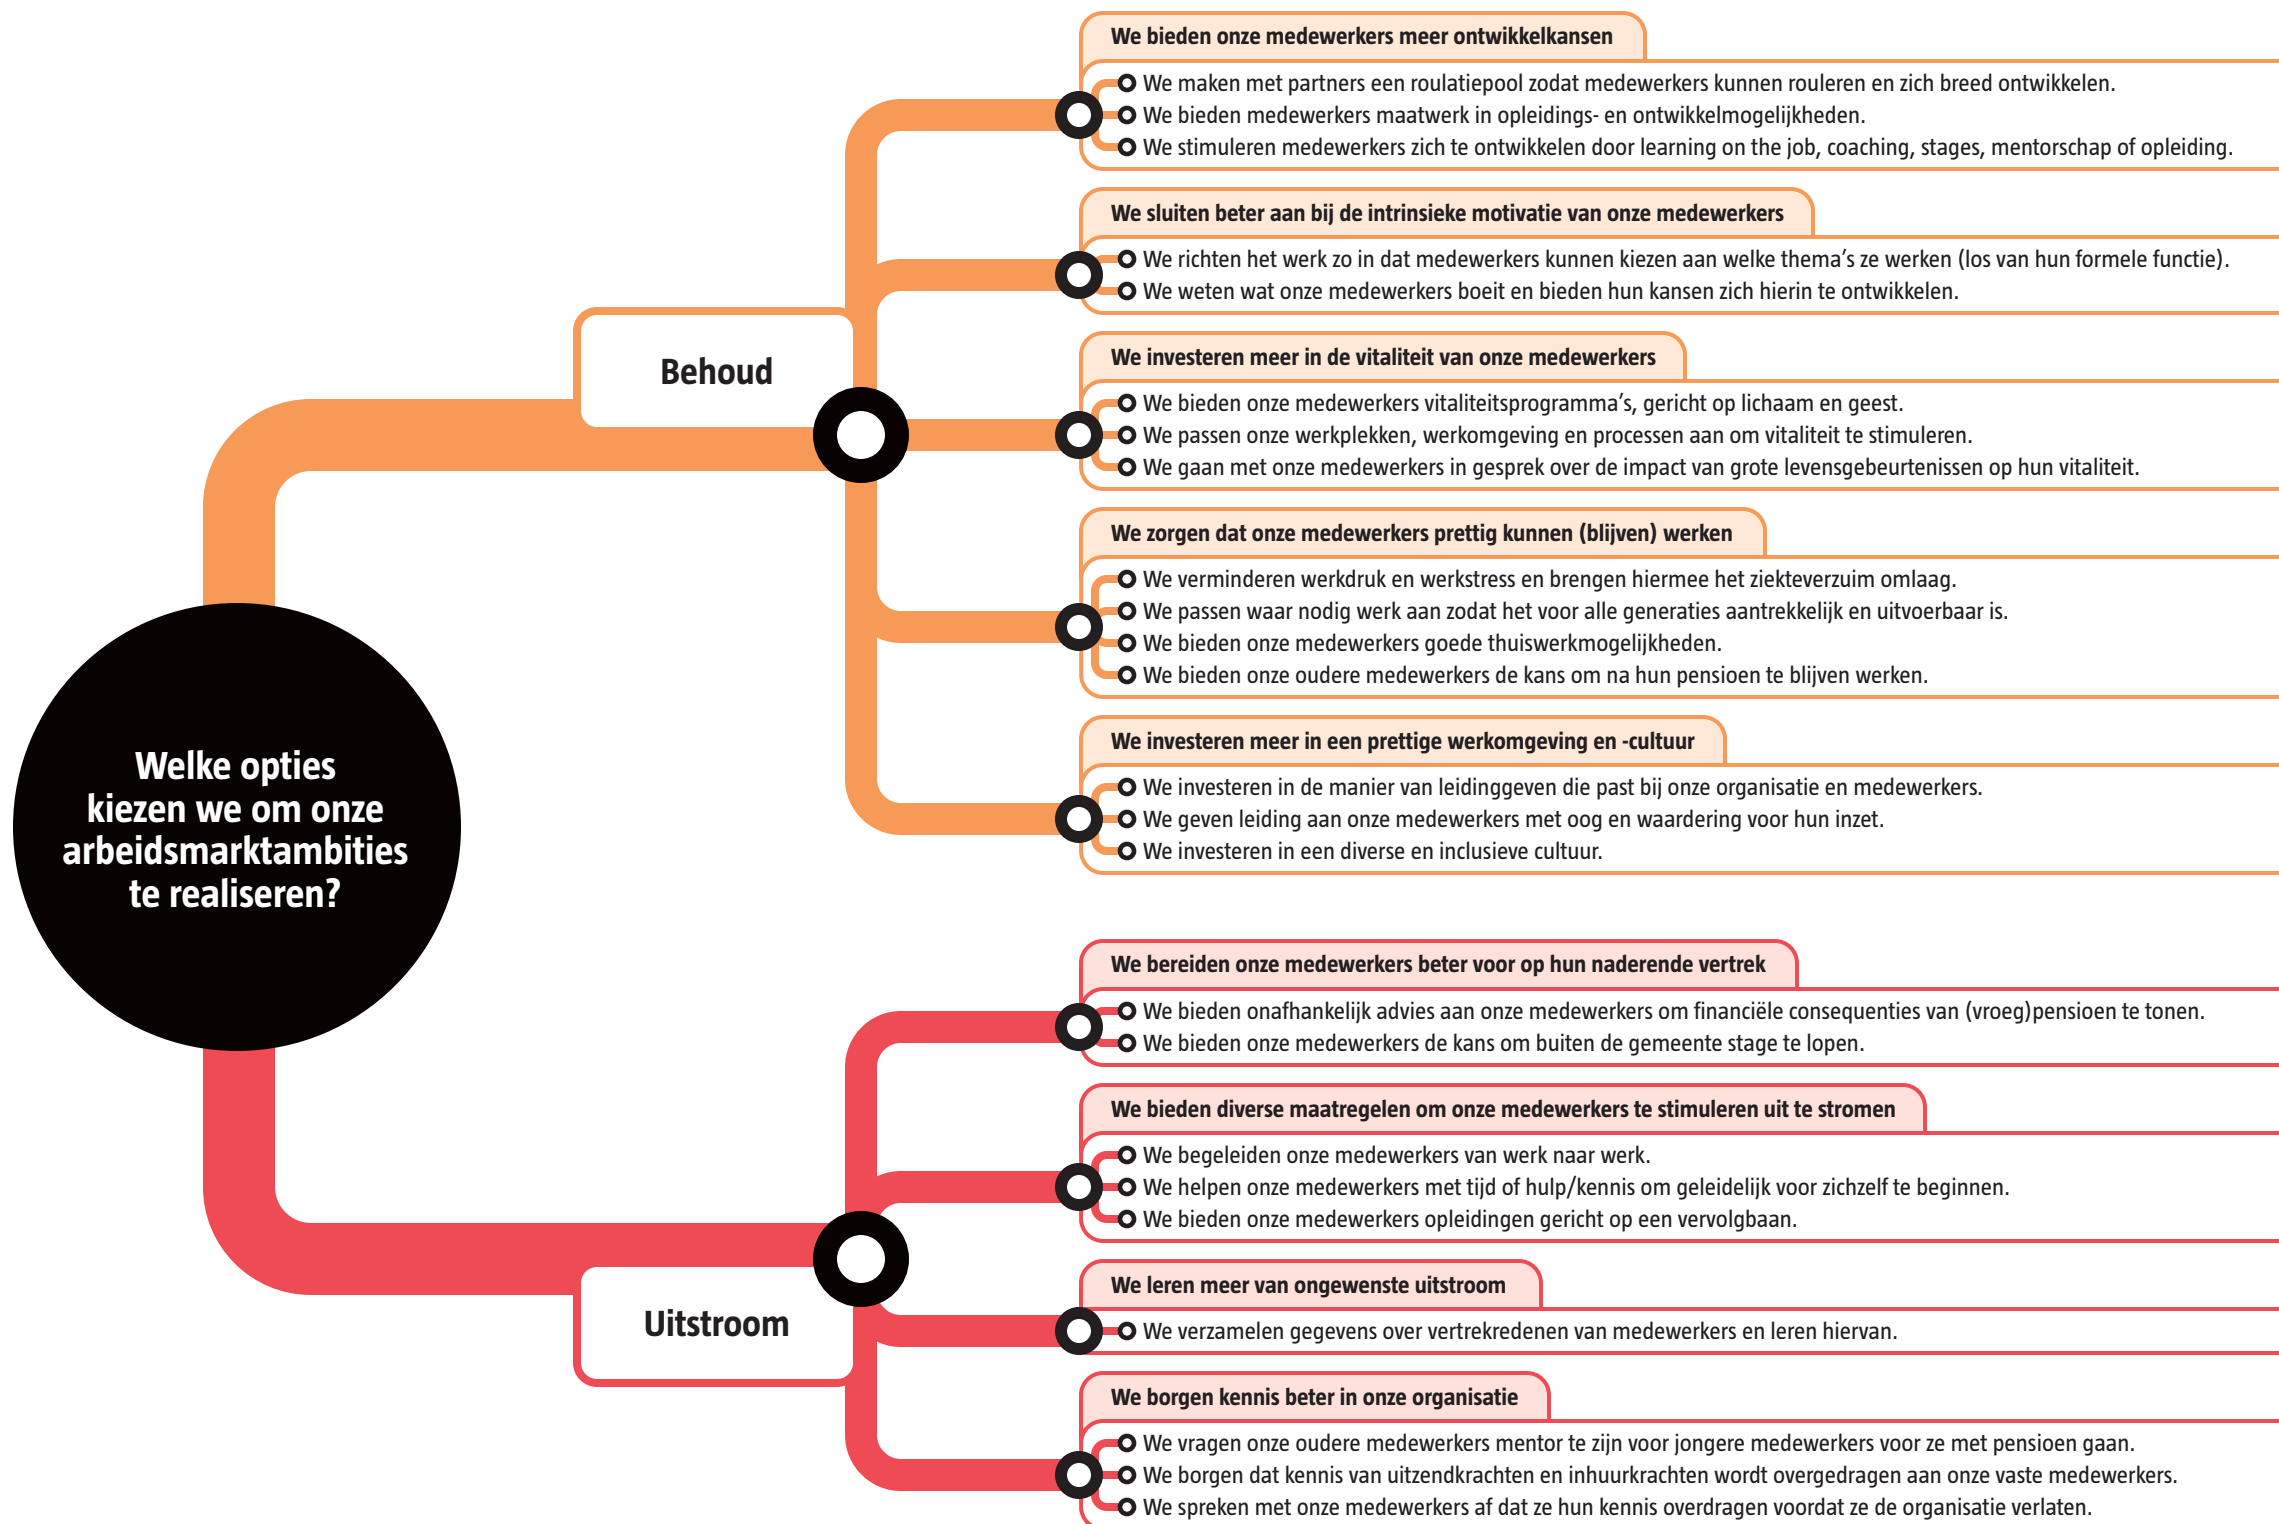 Welke opties
kiezen we om onze
arbeidsmarktambities
te realiseren?
Behoud
We bieden onze medewerkers meer ontwikkelkansen
We maken met partners een roulatiepool zodat medewerkers kunnen rouleren en zich breed ontwikkelen.
We bieden medewerkers maatwerk in opleidings- en ontwikkelmogelijkheden.
We stimuleren medewerkers zich te ontwikkelen door learning on the job, coaching, stages, mentorschap of opleiding.
We sluiten beter aan bij de intrinsieke motivatie van onze medewerkers
We richten het werk zo in dat medewerkers kunnen kiezen aan welke thema’s ze werken (los van hun formele functie).
We weten wat onze medewerkers boeit en bieden hun kansen zich hierin te ontwikkelen.
We investeren meer in de vitaliteit van onze medewerkers
We bieden onze medewerkers vitaliteitsprogramma’s, gericht op lichaam en geest.
We passen onze werkplekken, werkomgeving en processen aan om vitaliteit te stimuleren.
We gaan met onze medewerkers in gesprek over de impact van grote levensgebeurtenissen op hun vitaliteit.
We zorgen dat onze medewerkers prettig kunnen (blijven) werken
We verminderen werkdruk en werkstress en brengen hiermee het ziekteverzuim omlaag.
We passen waar nodig werk aan zodat het voor alle generaties aantrekkelijk en uitvoerbaar is.
We bieden onze medewerkers goede thuiswerkmogelijkheden.
We bieden onze oudere medewerkers de kans om na hun pensioen te blijven werken.
We investeren meer in een prettige werkomgeving en -cultuur
We investeren in de manier van leidinggeven die past bij onze organisatie en medewerkers.
We geven leiding aan onze medewerkers met oog en waardering voor hun inzet.
We investeren in een diverse en inclusieve cultuur.
Uitstroom
We bereiden onze medewerkers beter voor op hun naderende vertrek
We bieden onafhankelijk advies aan onze medewerkers om financiële consequenties van (vroeg)pensioen te tonen.
We bieden onze medewerkers de kans om buiten de gemeente stage te lopen.
We bieden diverse maatregelen om onze medewerkers te stimuleren uit te stromen
We begeleiden onze medewerkers van werk naar werk.
We helpen onze medewerkers met tijd of hulp/kennis om geleidelijk voor zichzelf te beginnen.
We bieden onze medewerkers opleidingen gericht op een vervolgbaan.
We leren meer van ongewenste uitstroom
We verzamelen gegevens over vertrekredenen van medewerkers en leren hiervan.
We borgen kennis beter in onze organisatie
We vragen onze oudere medewerkers mentor te zijn voor jongere medewerkers voor ze met pensioen gaan.
We borgen dat kennis van uitzendkrachten en inhuurkrachten wordt overgedragen aan onze vaste medewerkers.
We spreken met onze medewerkers af dat ze hun kennis overdragen voordat ze de organisatie verlaten.